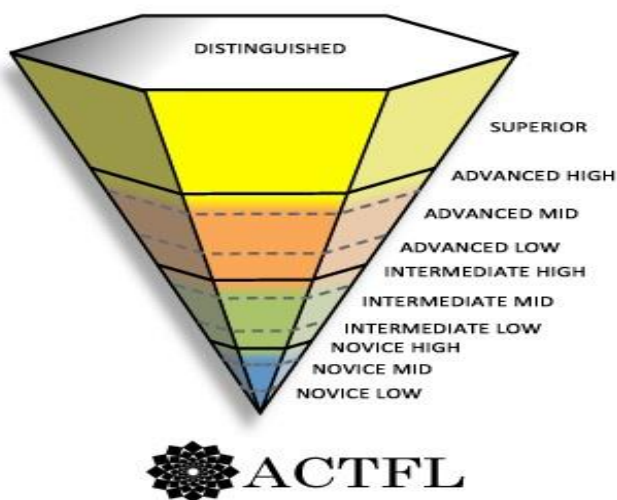 DISTINGUISHED
SUPERIOR
ADVANCED HIGH
ADVANCED MID
ADVANCED LOW
INTERMEDIATE HIGH
INTERMEDIATE MID
INTERMEDIATE LOW
NOVICE HIGH
NOVICE MID
NOVICE LOW
ACTFL